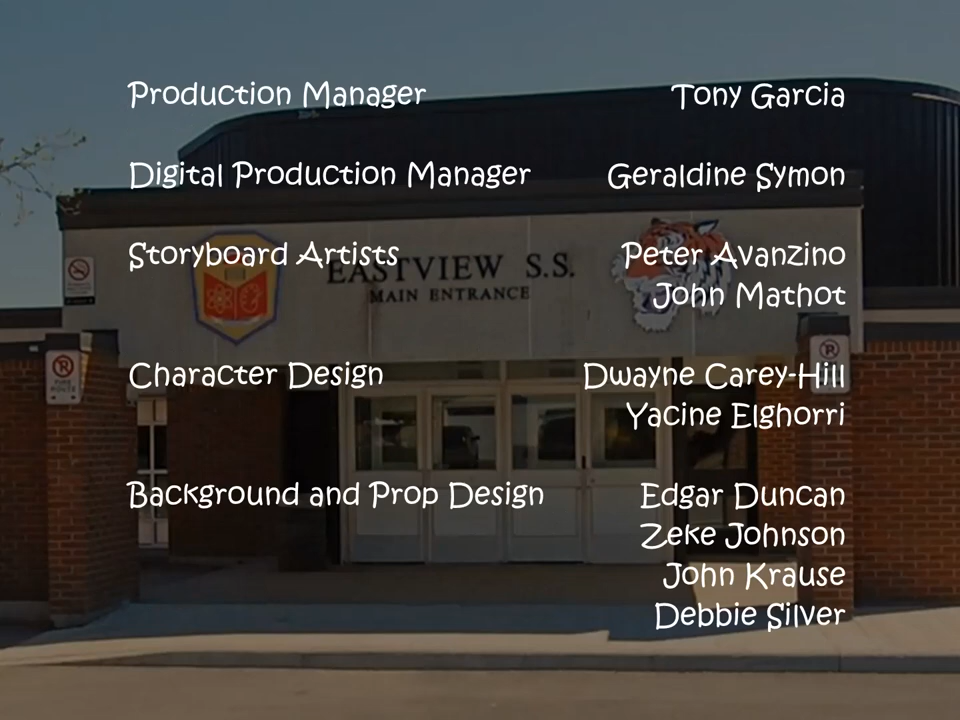 Production Manager Tony Garcia
Digital Production Manager Geraldine Symon
Storyboard Artists Peter Avanzino
John Mathot
EASTVIEW S.S.
MAIN ENTRANCE
Character Design Dwayne Carey-Hill
Yacine Elghorri
Background and Prop Design Edgar Duncan
Zeke Johnson
John Krause
Debbie Silver